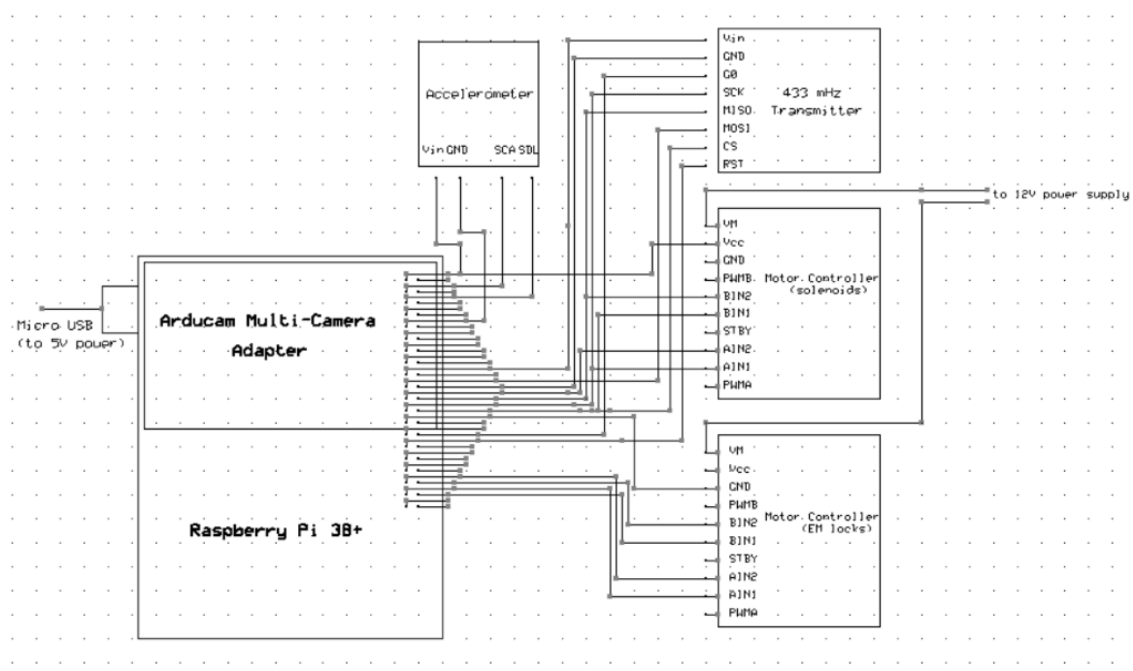 Accelerometer
Vin GND SCA SDL
Vin
GND
G0
SCK
MISO
MOSI
CS
RST
433 mHz
Transmitter
to 12V power supply
VM
Vcc
GND
PWMB
BIN2
BIN1
STBY
AIN2
AIN1
PWMA
Motor Controller
(solenoids)
Micro USB
(to 5V power)
Arducam Multi-Camera
Adapter
Raspberry Pi 3B+
VM
Vcc
GND
PWMB
BIN2
BIN1
STBY
AIN2
AIN1
PWMA
Motor Controller
(EM locks)